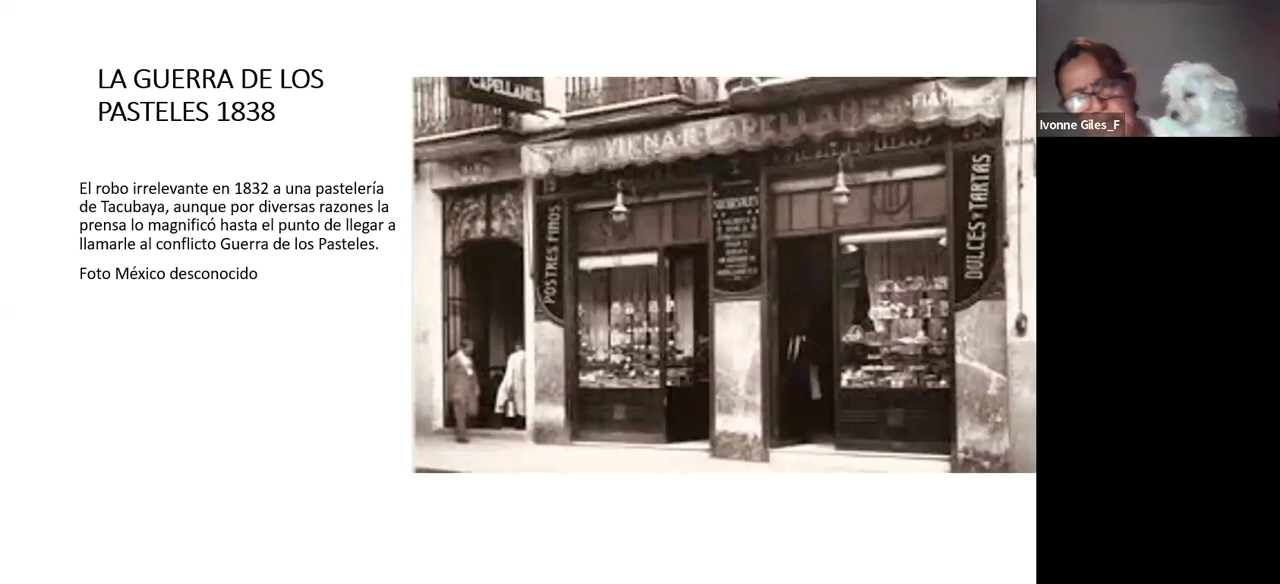 LA GUERRA DE LOS
PASTELES 1838
El robo irrelevante en 1832 a una pastelería
de Tacubaya, aunque por diversas razones la
prensa lo magnificó hasta el punto de llegar a
llamarle al conflicto Guerra de los Pasteles.
Foto México desconocido
CAPELLANES
VIENA
CAPELLANES
FIAMBRES
POSTRES FINOS
SUCURSALES
DULCES Y TARTAS
Ivonne Giles_F